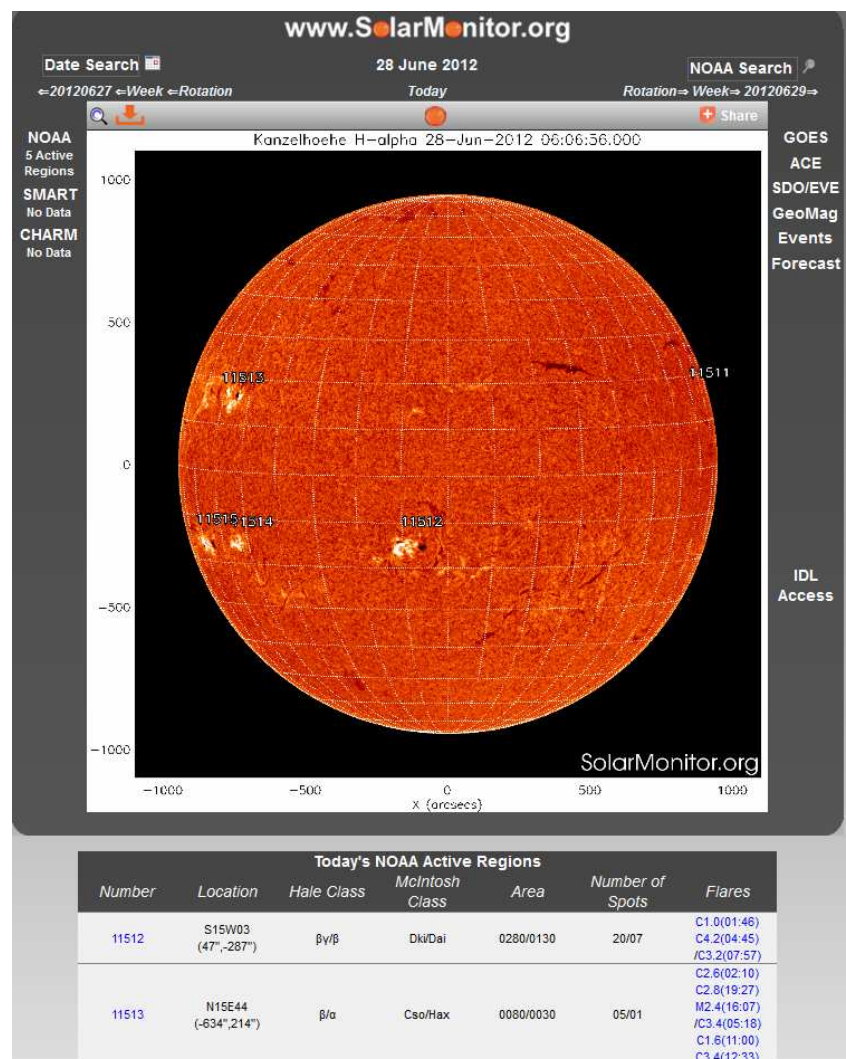 www.SolarMonitor.org
Date Search
28 June 2012
NOAA Search
⇐20120627 ⇐Week ⇐Rotation
Today
Rotation⇒ Week⇒ 20120629⇒
Share
NOAA
5 Active
Regions
SMART
No Data
CHARM
No Data
GOES
ACE
SDO/EVE
GeoMag
Events
Forecast
IDL
Access
Kanzelhoehe H-alpha 28-Jun-2012 06:06:56.000
1000
500
0
-500
-1000
11513
11511
11515
11514
11512
SolarMonitor.org
-1000 -500 0 500 1000
X (arcsecs)
Today's NOAA Active Regions
Number Location Hale Class McIntosh Class Area Number of Spots Flares
11512 S15W03 (47",-287") βγ/β Dki/Dai 0280/0130 20/07 C1.0(01:46)
C4.2(04:45)
/C3.2(07:57)
11513 N15E44 (-634",214") β/α Cso/Hax 0080/0030 05/01 C2.6(02:10)
C2.8(19:27)
M2.4(16:07)
/C3.4(05:18)
C1.6(11:00)
C3.4(12:33)